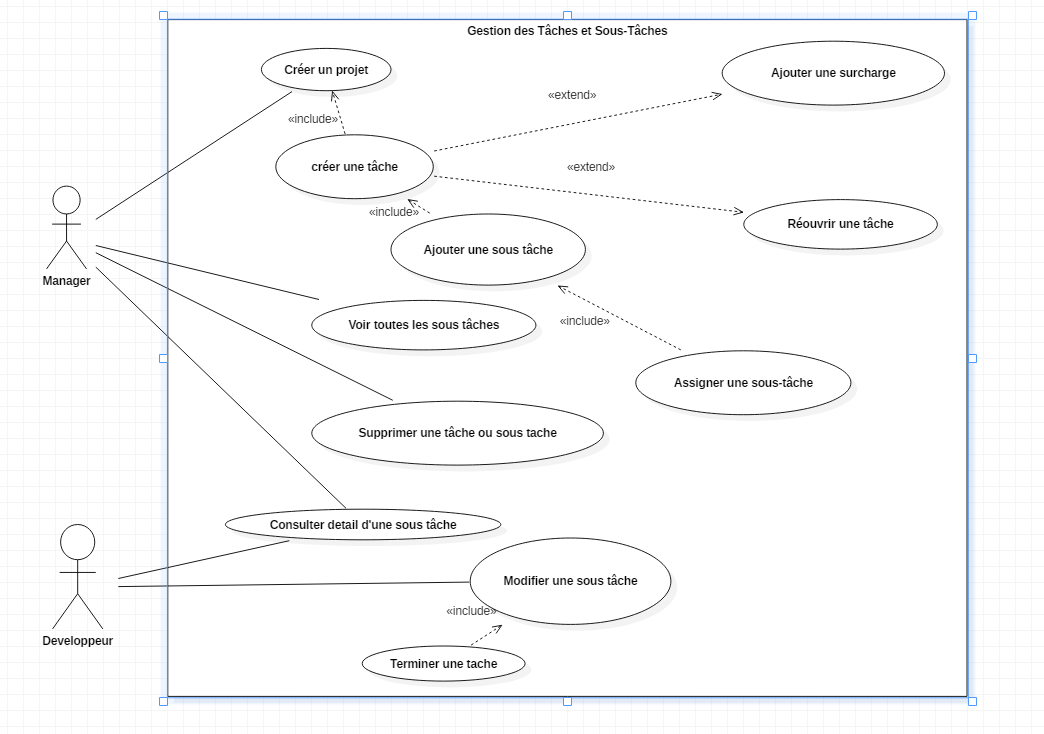 Gestion des Tâches et Sous-Tâches
Créer un projet
Ajouter une surcharge
«extend»
«include»
créer une tâche
«extend»
«include»
Réouvrir une tâche
Ajouter une sous tâche
Manager
Voir toutes les sous tâches
«include»
Assigner une sous-tâche
Supprimer une tâche ou sous tache
Consulter detail d'une sous tâche
Modifier une sous tâche
«include»
Developpeur
Terminer une tache